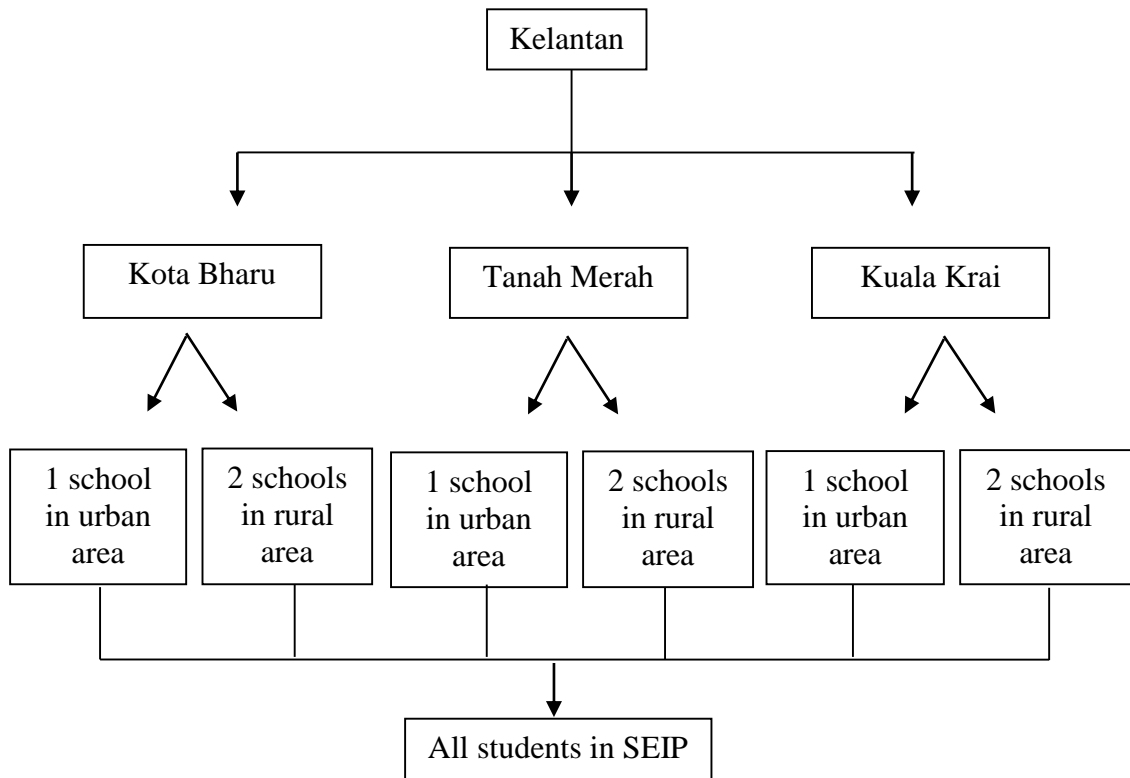 Kelantan
Kota Bharu
Tanah Merah
Kuala Krai
1 school
in urban
area
2 schools
in rural
area
1 school
in urban
area
2 schools
in rural
area
1 school
in urban
area
2 schools
in rural
area
All students in SEIP